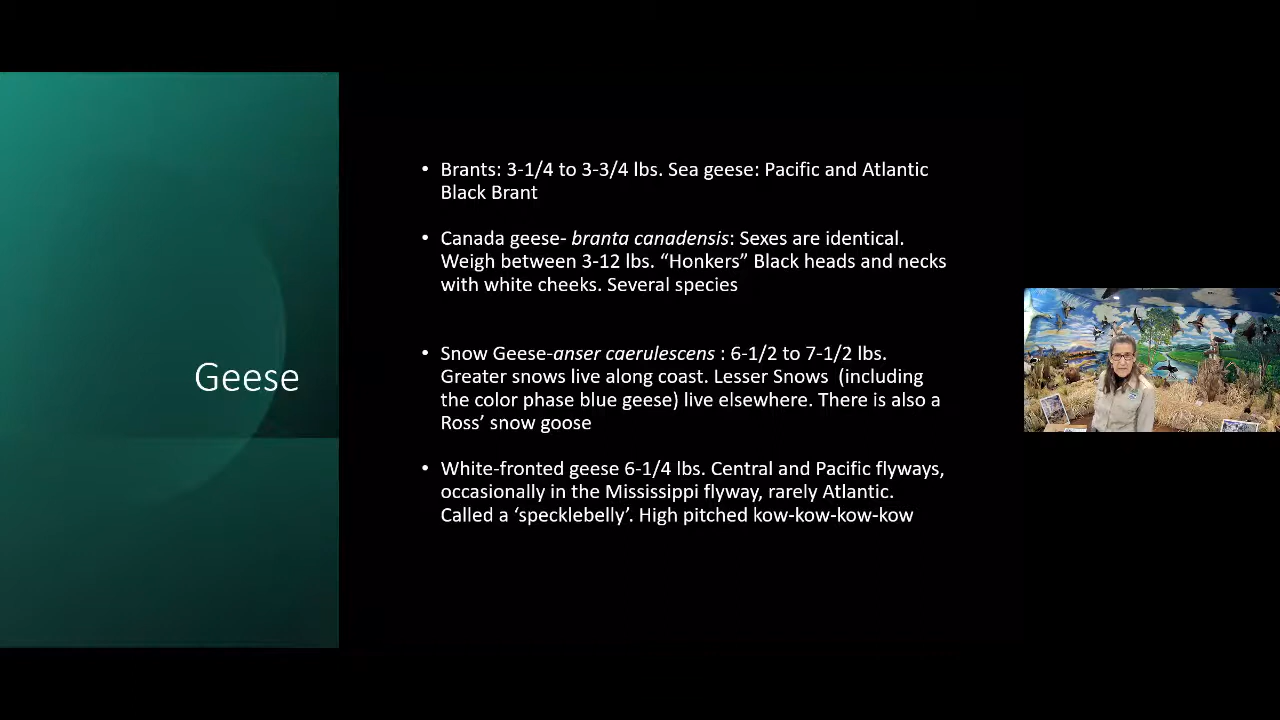 Geese
• Brants: 3-1/4 to 3-3/4 lbs. Sea geese: Pacific and Atlantic
Black Brant
• Canada geese- branta canadensis: Sexes are identical.
Weigh between 3-12 lbs. “Honkers” Black heads and necks
with white cheeks. Several species
• Snow Geese-anser caerulescens : 6-1/2 to 7-1/2 lbs.
Greater snows live along coast. Lesser Snows (including
the color phase blue geese) live elsewhere. There is also a
Ross’ snow goose
• White-fronted geese 6-1/4 lbs. Central and Pacific flyways,
occasionally in the Mississippi flyway, rarely Atlantic.
Called a ‘specklebelly’. High pitched kow-kow-kow-kow